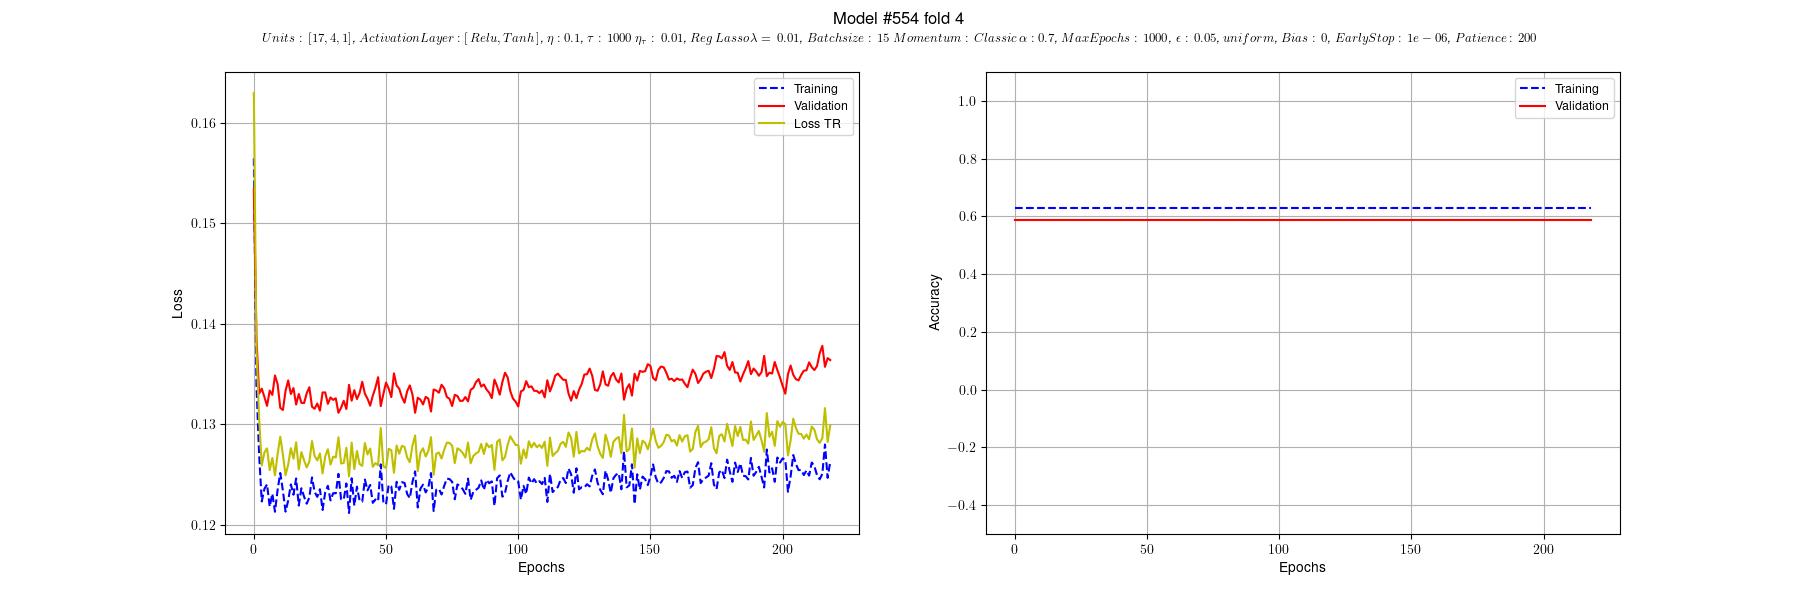 Model #554 fold 4
Units : [17, 4, 1], ActivationLayer : [Relu, Tanh], η : 0.1, τ : 1000 ητ : 0.01, Reg Lassoλ = 0.01, Batchsize : 15 Momentum : Classic α : 0.7, MaxEpochs : 1000, ϵ : 0.05, uniform, Bias : 0, EarlyStop : 1e − 06, Patience : 200
Training
Validation
Loss TR
0.16
0.15
0.14
0.13
0.12
Loss
0 50 100 150 200
Epochs
Training
Validation
1.0
0.8
0.6
0.4
0.2
0.0
−0.2
−0.4
Accuracy
0 50 100 150 200
Epochs